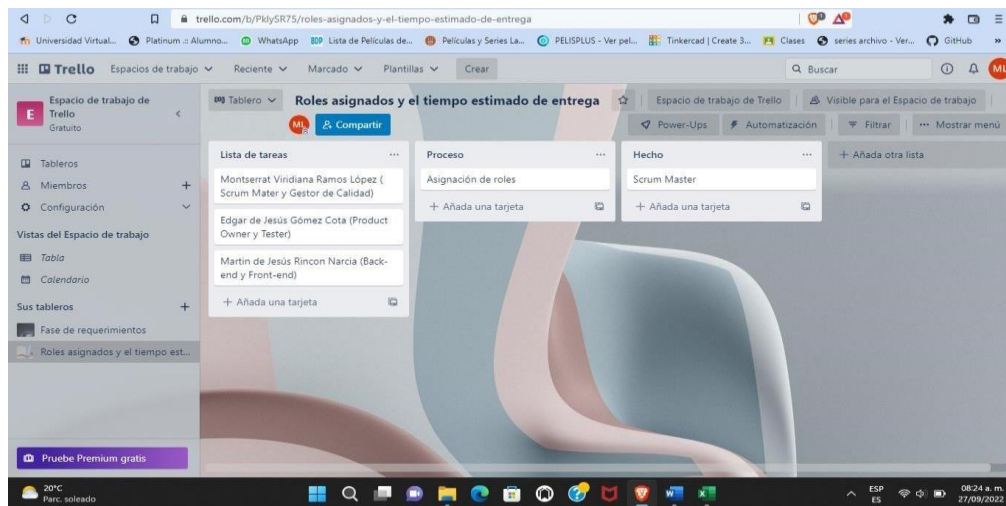 trello.com/b/PklySR75/roles-asignados-y-el-tiempo-estimado-de-entrega
Universidad Virtual... Platinum .:: Alumno... WhatsApp Lista de Películas de... Películas y Series La... PELISPLUS - Ver pel... Tinkercad | Create 3... Clases series archivo - Ver... GitHub »
Trello Espacios de trabajo Reciente Marcado Plantillas Crear Buscar ML
E Espacio de trabajo de
Trello
Gratuito
Tableros
Miembros
Configuración
Vistas del Espacio de trabajo
Tabla
Calendario
Sus tableros
Fase de requerimientos
Roles asignados y el tiempo est...
Pruebe Premium gratis
Tablero Roles asignados y el tiempo estimado de entrega Espacio de trabajo de Trello Visible para el Espacio de trabajo
ML Compartir Power-Ups Automatización Filtrar ... Mostrar menú
Lista de tareas ...
Montserrat Viridiana Ramos López (
Scrum Mater y Gestor de Calidad)
Edgar de Jesús Gómez Cota (Product
Owner y Tester)
Martin de Jesús Rincon Narcia (Back-
end y Front-end)
+ Añada una tarjeta
Proceso ...
Asignación de roles
+ Añada una tarjeta
Hecho ...
Scrum Master
+ Añada una tarjeta
+ Añada otra lista
20°C
Parc. soleado
ESP
ES
08:24 a. m.
27/09/2022